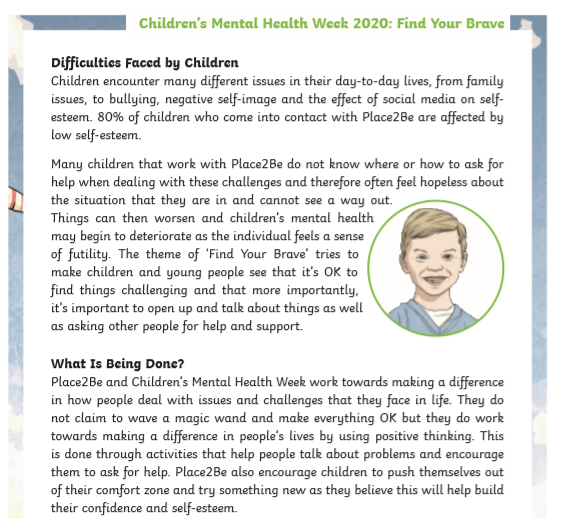 Children's Mental Health Week 2020: Find Your Brave
Difficulties Faced by Children
Children encounter many different issues in their day-to-day lives, from family
issues, to bullying, negative self-image and the effect of social media on self-
esteem. 80% of children who come into contact with Place2Be are affected by
low self-esteem.
Many children that work with Place2Be do not know where or how to ask for
help when dealing with these challenges and therefore often feel hopeless about
the situation that they are in and cannot see a way out.
Things can then worsen and children's mental health
may begin to deteriorate as the individual feels a sense
of futility. The theme of 'Find Your Brave' tries to
make children and young people see that it's OK to
find things challenging and that more importantly,
it's important to open up and talk about things as well
as asking other people for help and support.
What Is Being Done?
Place2Be and Children's Mental Health Week work towards making a difference
in how people deal with issues and challenges that they face in life. They do
not claim to wave a magic wand and make everything OK but they do work
towards making a difference in people's lives by using positive thinking. This
is done through activities that help people talk about problems and encourage
them to ask for help. Place2Be also encourage children to push themselves out
of their comfort zone and try something new as they believe this will help build
their confidence and self-esteem.